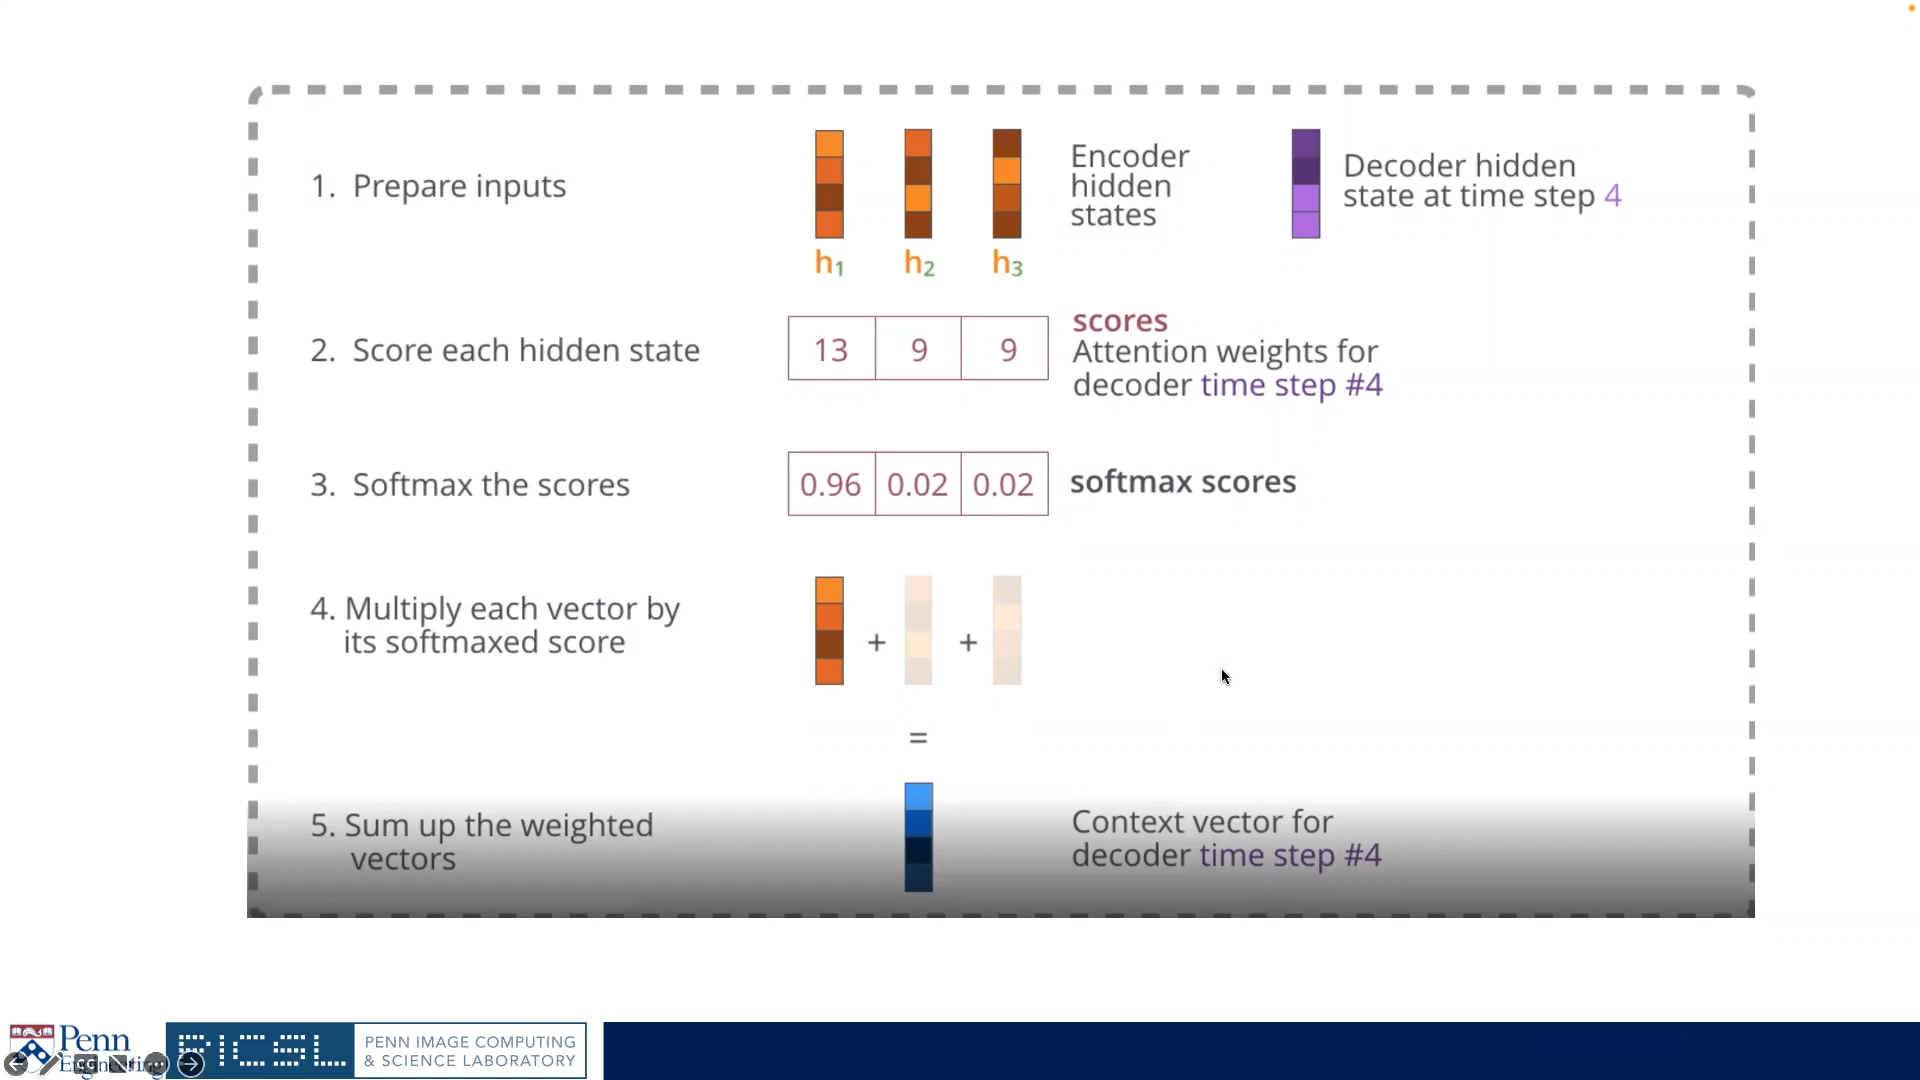 1. Prepare inputs
h1 h2 h3
Encoder
hidden
states
Decoder hidden
state at time step 4
2. Score each hidden state
13 9 9
scores
Attention weights for
decoder time step #4
3. Softmax the scores
0.96 0.02 0.02
softmax scores
4. Multiply each vector by
its softmaxed score
+ +
=
5. Sum up the weighted
vectors
Context vector for
decoder time step #4
Penn
Engineering
PICSL
PENN IMAGE COMPUTING
& SCIENCE LABORATORY